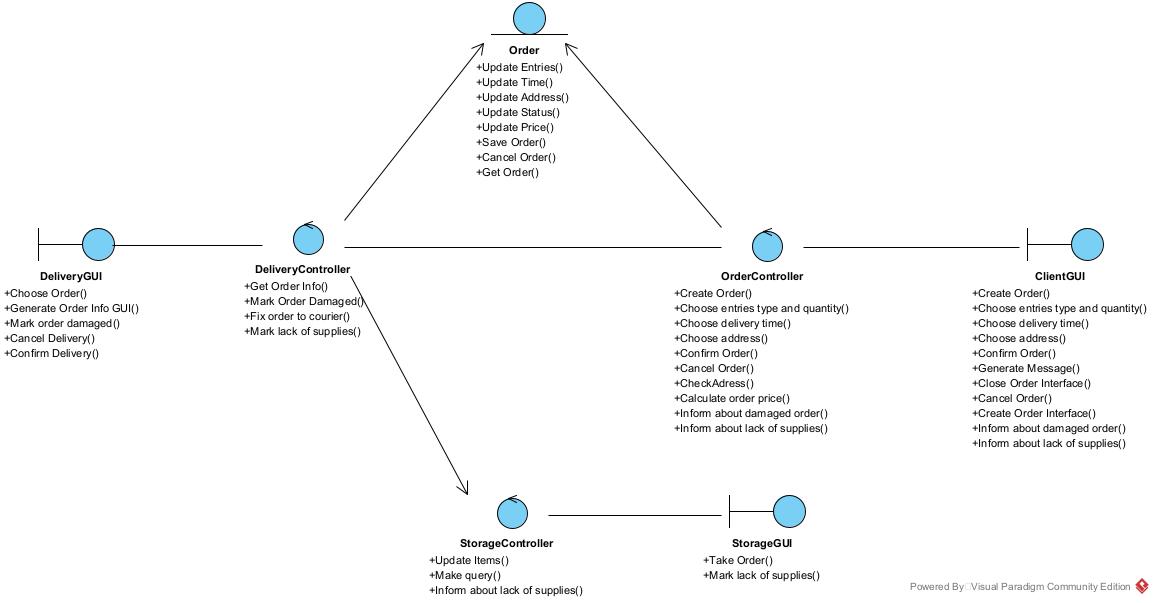 Order
+Update Entries()
+Update Time()
+Update Address()
+Update Status()
+Update Price()
+Save Order()
+Cancel Order()
+Get Order()
DeliveryGUI
+Choose Order()
+Generate Order Info GUI()
+Mark order damaged()
+Cancel Delivery()
+Confirm Delivery()
DeliveryController
+Get Order Info()
+Mark Order Damaged()
+Fix order to courier()
+Mark lack of supplies()
OrderController
+Create Order()
+Choose entries type and quantity()
+Choose delivery time()
+Choose address()
+Confirm Order()
+Cancel Order()
+CheckAdress()
+Calculate order price()
+Inform about damaged order()
+Inform about lack of supplies()
ClientGUI
+Create Order()
+Choose entries type and quantity()
+Choose delivery time()
+Choose address()
+Confirm Order()
+Generate Message()
+Close Order Interface()
+Cancel Order()
+Create Order Interface()
+Inform about damaged order()
+Inform about lack of supplies()
StorageController
+Update Items()
+Make query()
+Inform about lack of supplies()
StorageGUI
+Take Order()
+Mark lack of supplies()
Powered By Visual Paradigm Community Edition